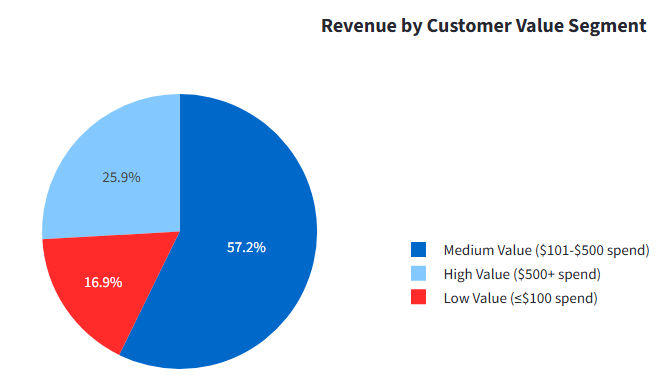 Revenue by Customer Value Segment
25.9%
57.2%
16.9%
Medium Value ($101-$500 spend)
High Value ($500+ spend)
Low Value (≤$100 spend)